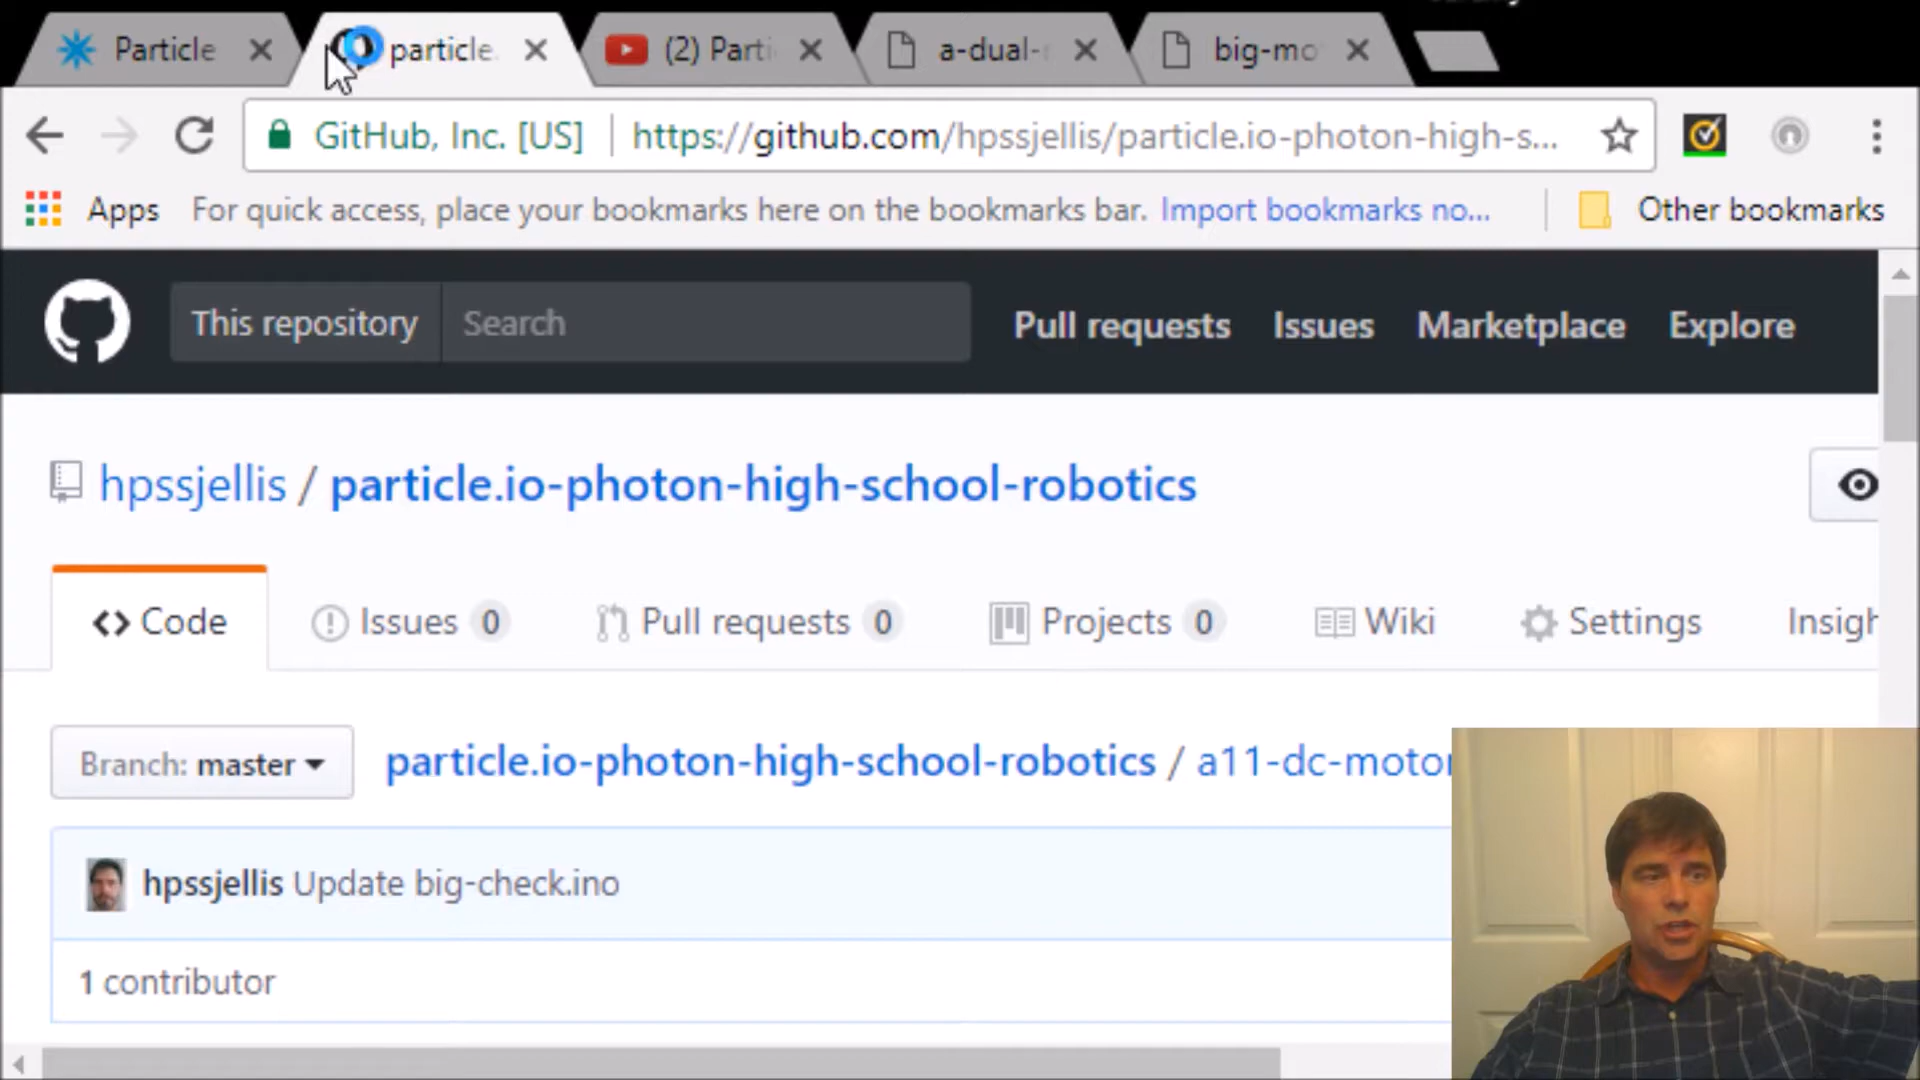 Particle particle. (2) Parti a-dual- big-mo
GitHub, Inc. [US] https://github.com/hpssjellis/particle.io-photon-high-s...
Apps For quick access, place your bookmarks here on the bookmarks bar. Import bookmarks no... Other bookmarks
This repository Search Pull requests Issues Marketplace Explore
hpssjellis / particle.io-photon-high-school-robotics
<> Code Issues 0 Pull requests 0 Projects 0 Wiki Settings Insigh
Branch: master particle.io-photon-high-school-robotics / a11-dc-motor
hpssjellis Update big-check.ino
1 contributor